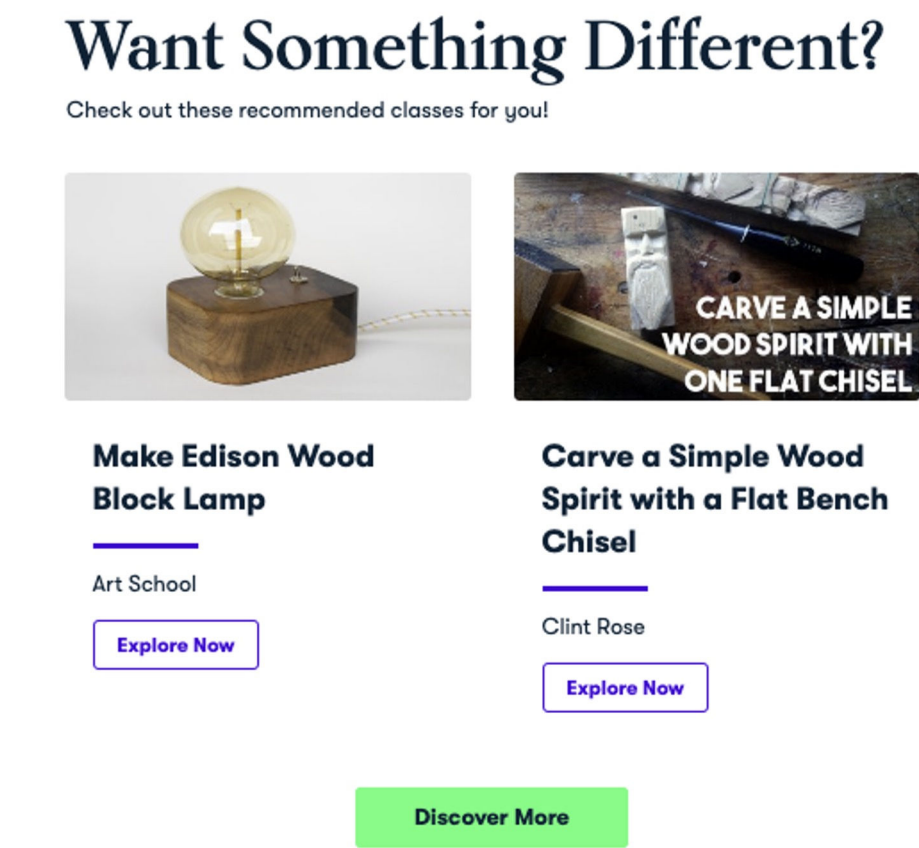 Want Something Different?
Check out these recommended classes for you!
CARVE A SIMPLE
WOOD SPIRIT WITH
ONE FLAT CHISEL
Make Edison Wood
Block Lamp
Art School
Explore Now
Carve a Simple Wood
Spirit with a Flat Bench
Chisel
Clint Rose
Explore Now
Discover More